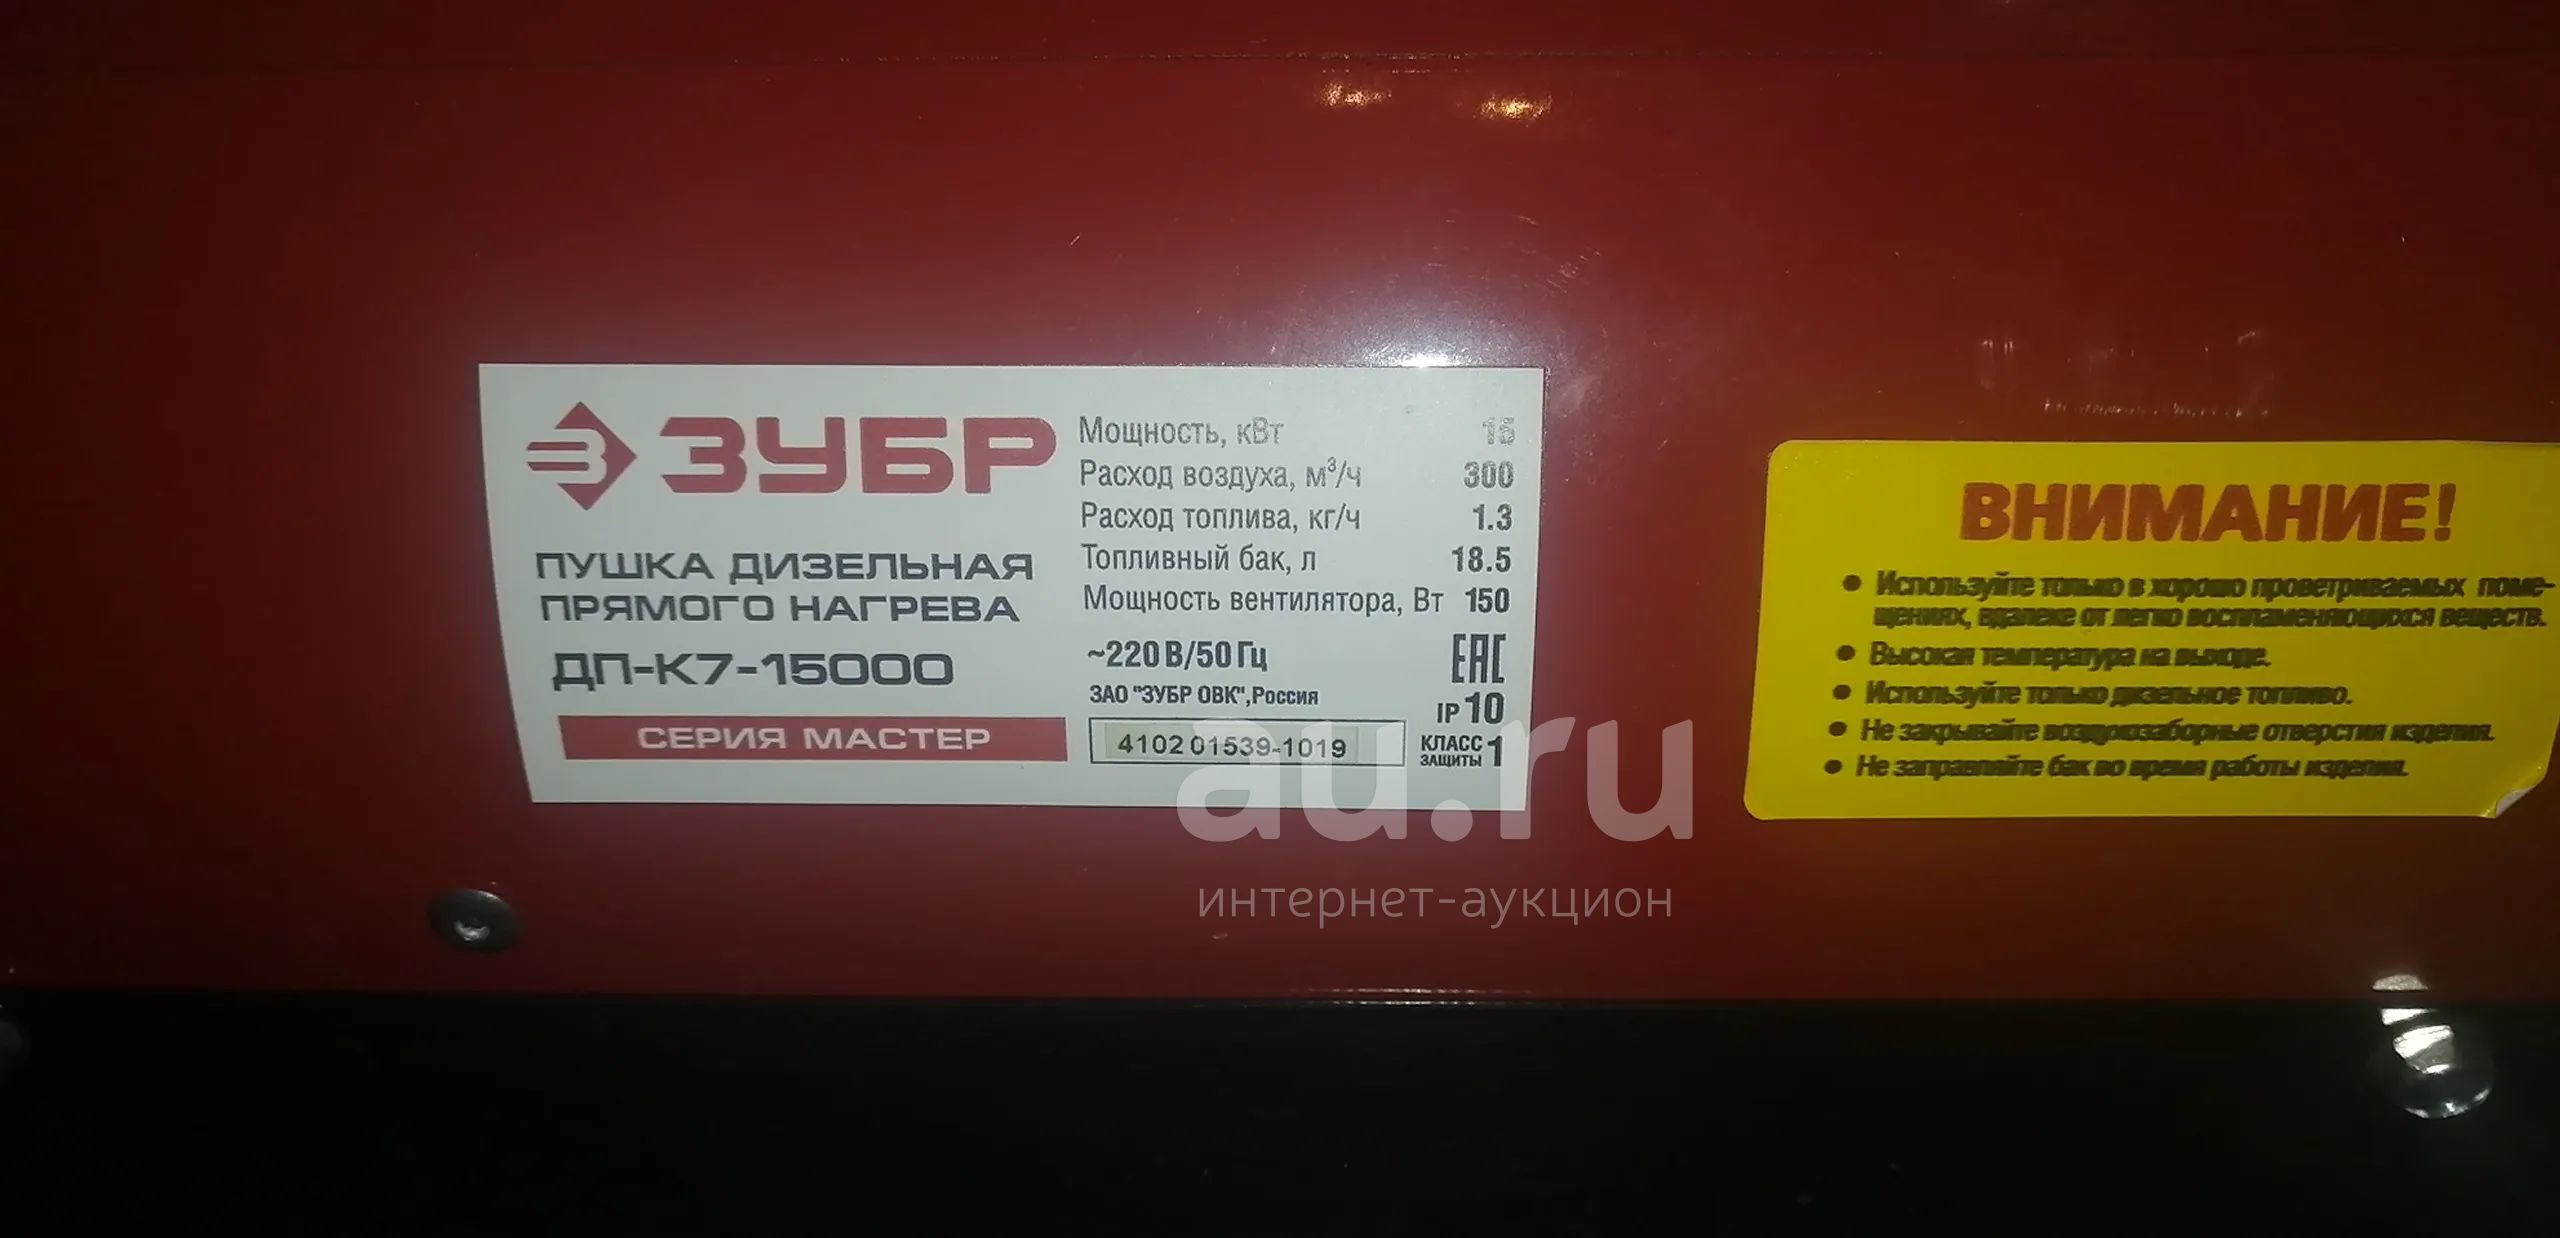 ЗУБР
ПУШКА ДИЗЕЛЬНАЯ
ПРЯМОГО НАГРЕВА
ДП-К7-15000
СЕРИЯ МАСТЕР
Мощность, кВт 15
Расход воздуха, м³/ч 300
Расход топлива, кг/ч 1.3
Топливный бак, л 18.5
Мощность вентилятора, Вт 150
~220 В/50 Гц
ЗАО "ЗУБР ОВК",Россия
4102 01539-1019
EAC
IP 10
КЛАСС ЗАЩИТЫ 1
ВНИМАНИЕ!
• Используйте только в хорошо проветриваемых поме-
щениях, вдалеке от легко воспламеняющихся веществ.
• Высокая температура на выходе.
• Используйте только дизельное топливо.
• Не закрывайте воздухозаборные отверстия изделия.
• Не заправляйте бак во время работы изделия.
au.ru
интернет-аукцион